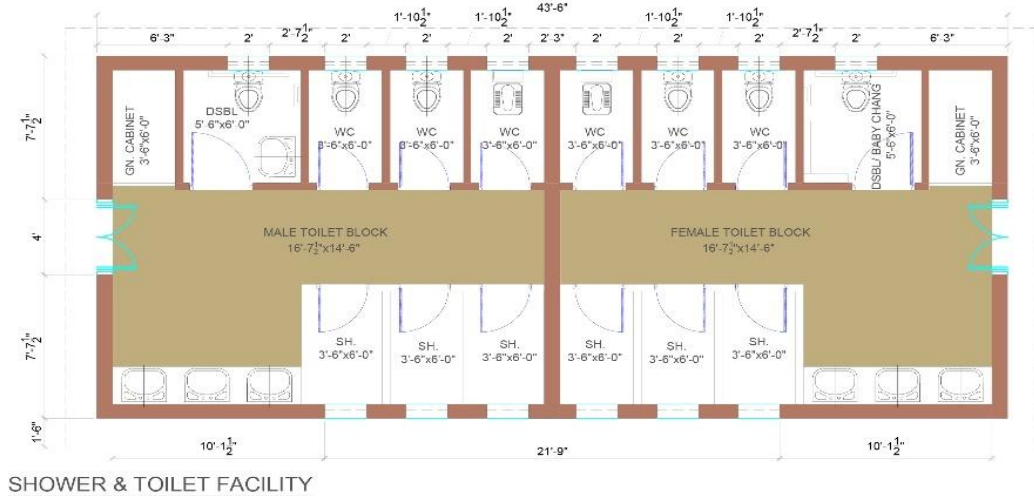 43'-6"
1'-10½" 1'-10½" 1'-10½" 1'-10½"
6'-3" 2' 2'-7½" 2' 2' 2' 2'-3" 2' 2' 2' 2'-7½" 2' 6'-3"
7'-7½"
GN. CABINET
3'-6"x6'-0"
DSBL
5'-6"x6'-0"
WC
3'-6"x6'-0"
WC
3'-6"x6'-0"
WC
3'-6"x6'-0"
WC
3'-6"x6'-0"
WC
3'-6"x6'-0"
WC
3'-6"x6'-0"
DSBL/ BABY CHANG
5'-6"x6'-0"
GN. CABINET
3'-6"x6'-0"
4'
MALE TOILET BLOCK
16'-7½"x14'-6"
FEMALE TOILET BLOCK
16'-7½"x14'-6"
7'-7½"
SH.
3'-6"x6'-0"
SH.
3'-6"x6'-0"
SH.
3'-6"x6'-0"
SH.
3'-6"x6'-0"
SH.
3'-6"x6'-0"
SH.
3'-6"x6'-0"
1'-6"
10'-1½" 21'-9" 10'-1½"
SHOWER & TOILET FACILITY